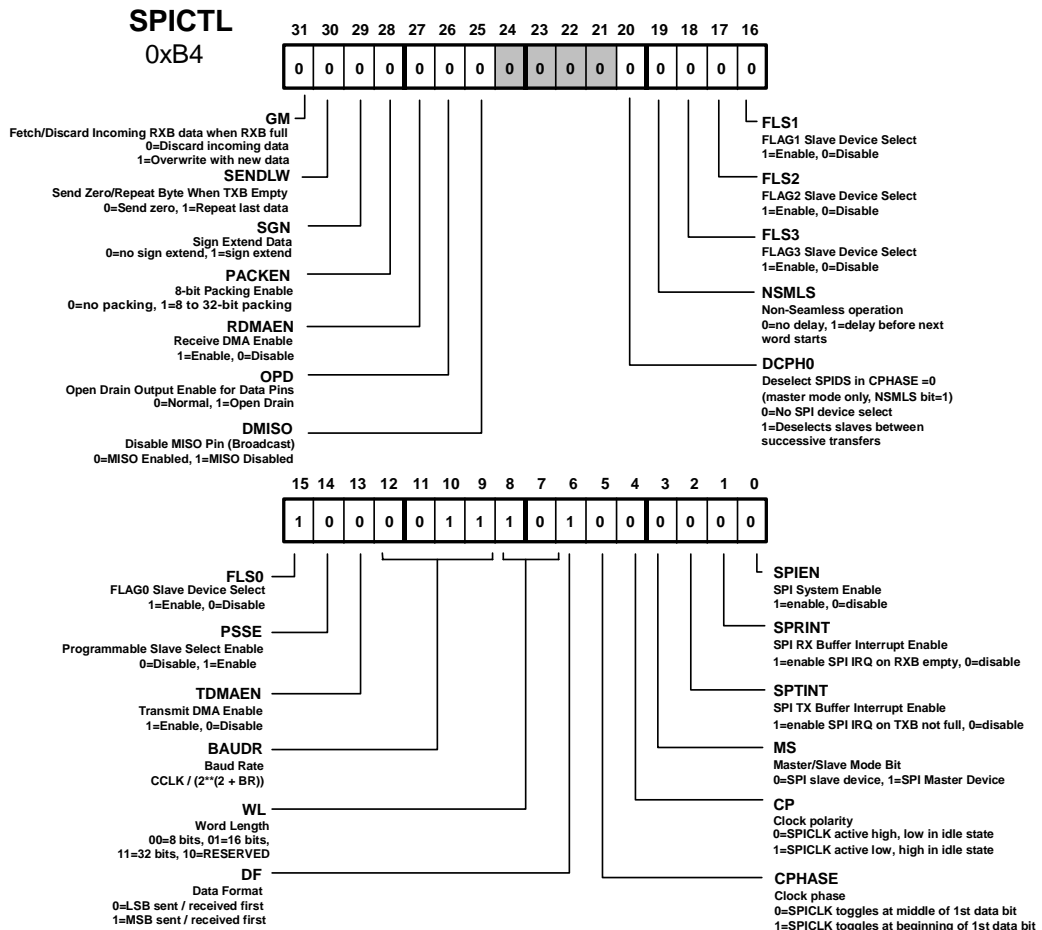 SPICTL
0xB4
31 30 29 28 27 26 25 24 23 22 21 20 19 18 17 16
0 0 0 0 0 0 0 0 0 0 0 0 0 0 0 0
GM
Fetch/Discard Incoming RXB data when RXB full
0=Discard incoming data
1=Overwrite with new data
SENDLW
Send Zero/Repeat Byte When TXB Empty
0=Send zero, 1=Repeat last data
SGN
Sign Extend Data
0=no sign extend, 1=sign extend
PACKEN
8-bit Packing Enable
0=no packing, 1=8 to 32-bit packing
RDMAEN
Receive DMA Enable
1=Enable, 0=Disable
OPD
Open Drain Output Enable for Data Pins
0=Normal, 1=Open Drain
DMISO
Disable MISO Pin (Broadcast)
0=MISO Enabled, 1=MISO Disabled
FLS1
FLAG1 Slave Device Select
1=Enable, 0=Disable
FLS2
FLAG2 Slave Device Select
1=Enable, 0=Disable
FLS3
FLAG3 Slave Device Select
1=Enable, 0=Disable
NSMLS
Non-Seamless operation
0=no delay, 1=delay before next
word starts
DCPH0
Deselect SPIDS in CPHASE =0
(master mode only, NSMLS bit=1)
0=No SPI device select
1=Deselects slaves between
successive transfers
15 14 13 12 11 10 9 8 7 6 5 4 3 2 1 0
1 0 0 0 0 1 1 1 0 1 0 0 0 0 0 0
FLS0
FLAG0 Slave Device Select
1=Enable, 0=Disable
PSSE
Programmable Slave Select Enable
0=Disable, 1=Enable
TDMAEN
Transmit DMA Enable
1=Enable, 0=Disable
BAUDR
Baud Rate
CCLK / (2**(2 + BR))
WL
Word Length
00=8 bits, 01=16 bits,
11=32 bits, 10=RESERVED
DF
Data Format
0=LSB sent / received first
1=MSB sent / received first
SPIEN
SPI System Enable
1=enable, 0=disable
SPRINT
SPI RX Buffer Interrupt Enable
1=enable SPI IRQ on RXB empty, 0=disable
SPTINT
SPI TX Buffer Interrupt Enable
1=enable SPI IRQ on TXB not full, 0=disable
MS
Master/Slave Mode Bit
0=SPI slave device, 1=SPI Master Device
CP
Clock polarity
0=SPICLK active high, low in idle state
1=SPICLK active low, high in idle state
CPHASE
Clock phase
0=SPICLK toggles at middle of 1st data bit
1=SPICLK toggles at beginning of 1st data bit